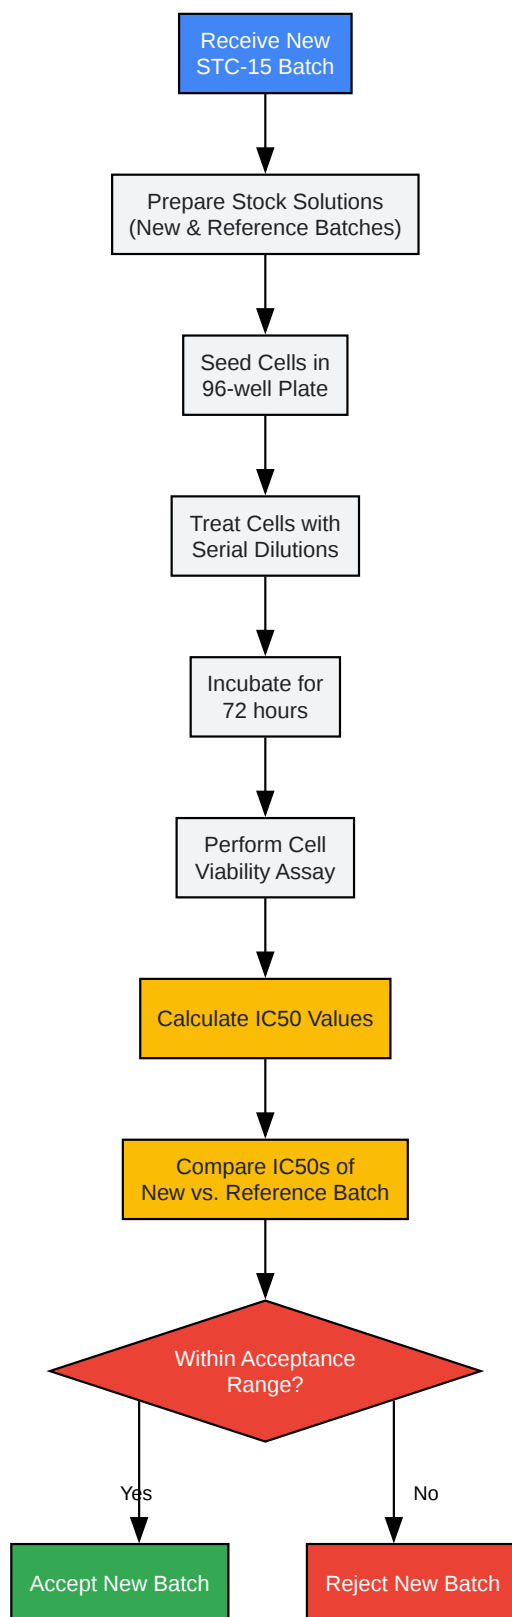 Receive New
STC-15 Batch
Prepare Stock Solutions
(New & Reference Batches)
Seed Cells in
96-well Plate
Treat Cells with
Serial Dilutions
Incubate for
72 hours
Perform Cell
Viability Assay
Calculate IC50 Values
Compare IC50s of
New vs. Reference Batch
Within Acceptance
Range?
Yes
No
Accept New Batch
Reject New Batch